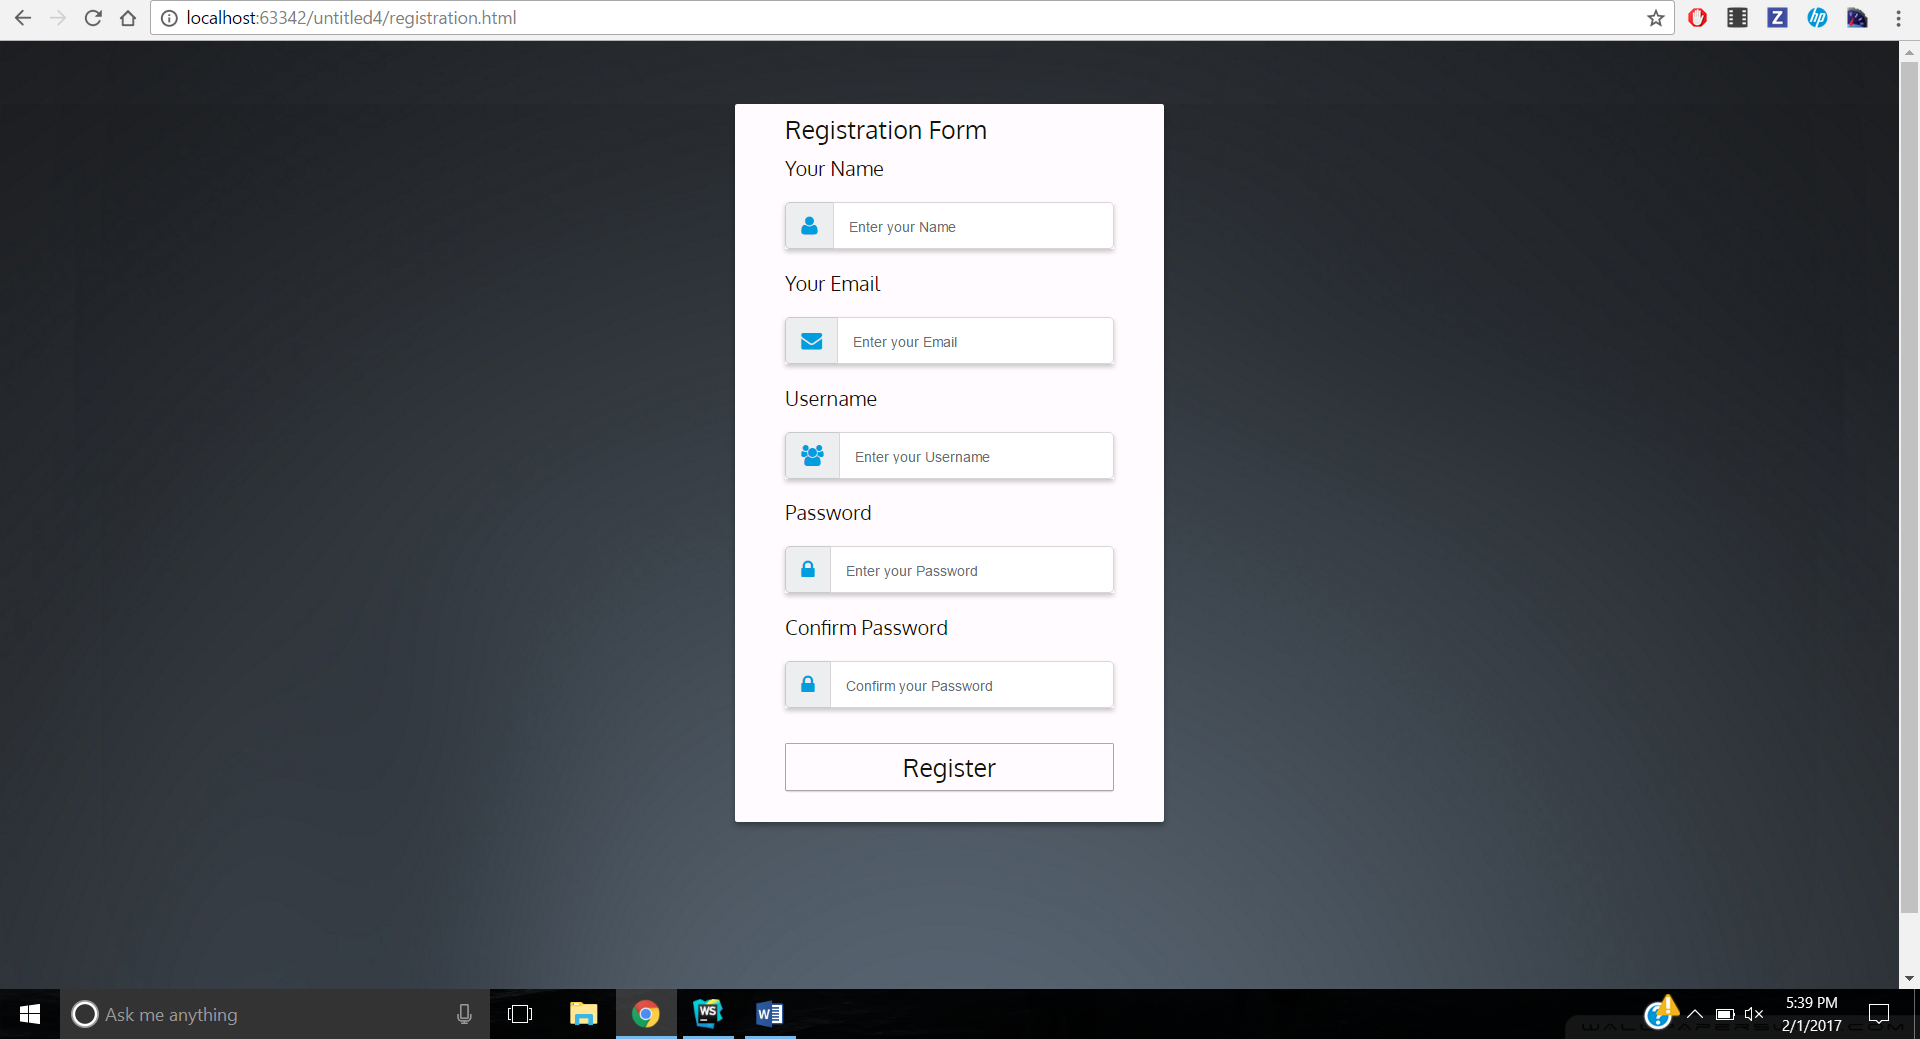 localhost:63342/untitled4/registration.html
Z
hp
Registration Form
Your Name
Enter your Name
Your Email
Enter your Email
Username
Enter your Username
Password
Enter your Password
Confirm Password
Confirm your Password
Register
Ask me anything
WS
W
?
5:39 PM
2/1/2017